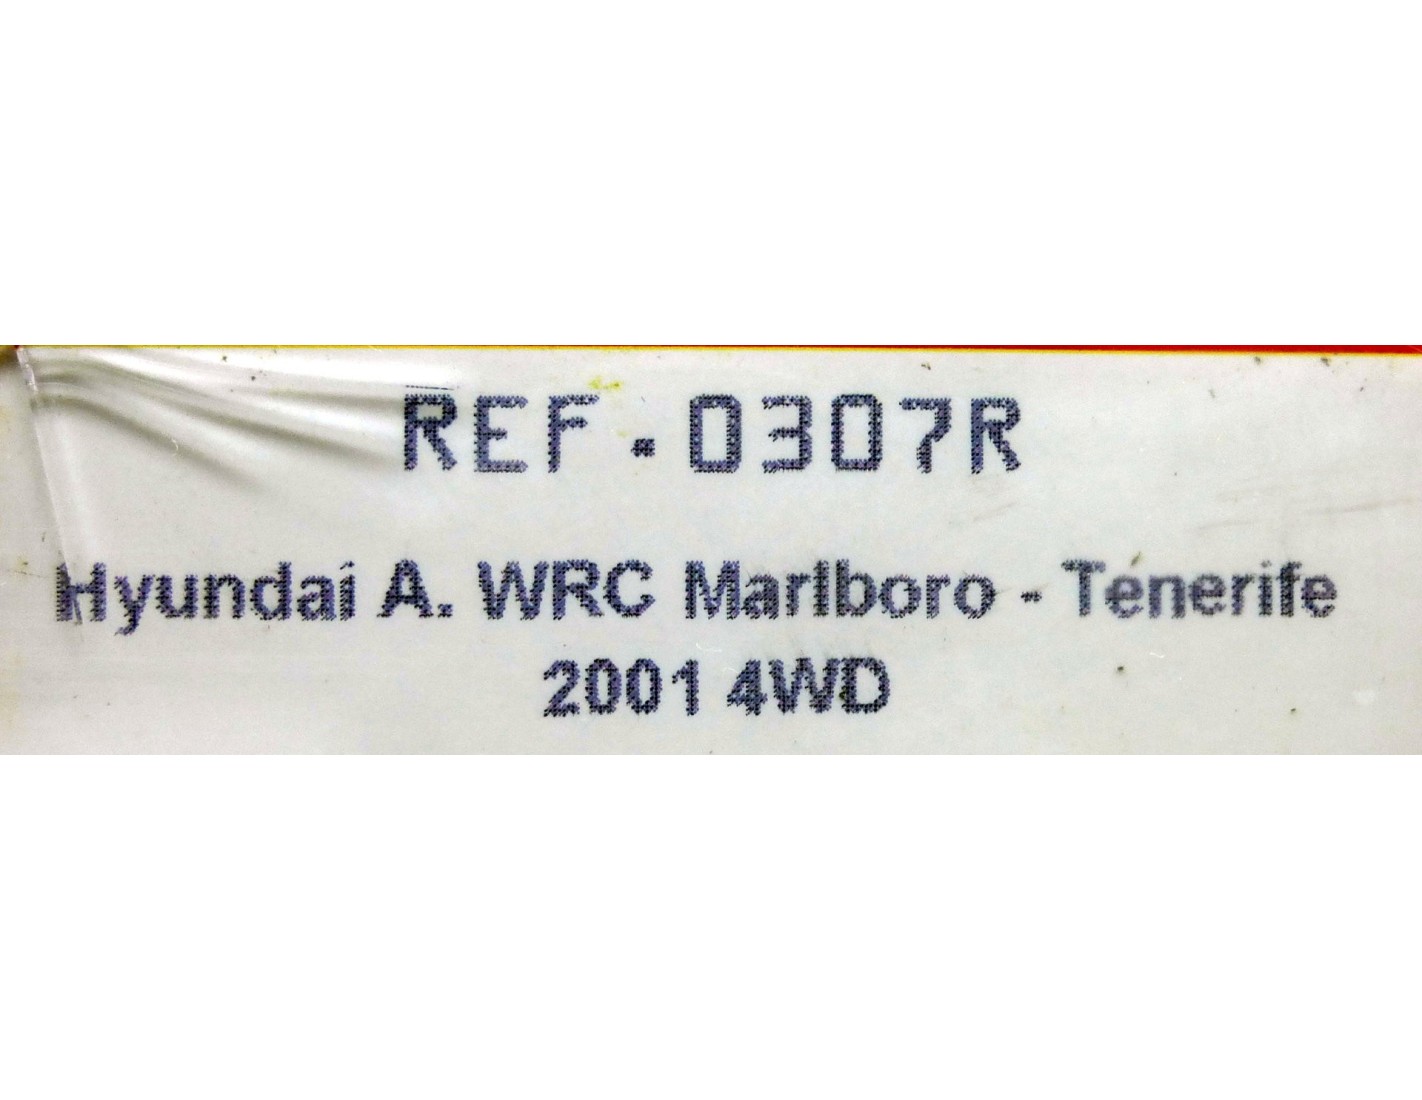 REF.0307R
Hyundai A. WRC Marlboro - Tenerife
2001 4WD